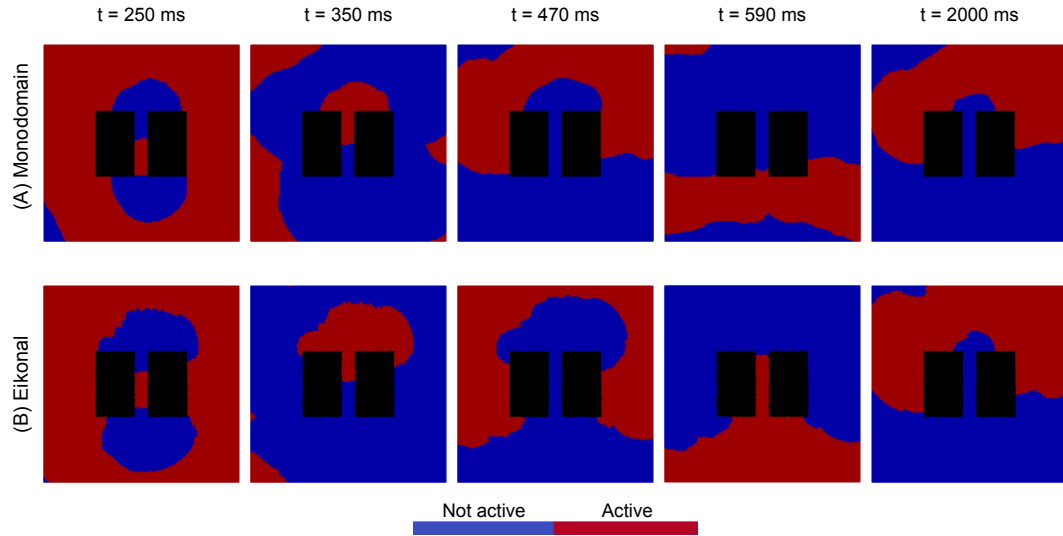 t = 250 ms
t = 350 ms
t = 470 ms
t = 590 ms
t = 2000 ms
(A) Monodomain
(B) Eikonal
Not active
Active